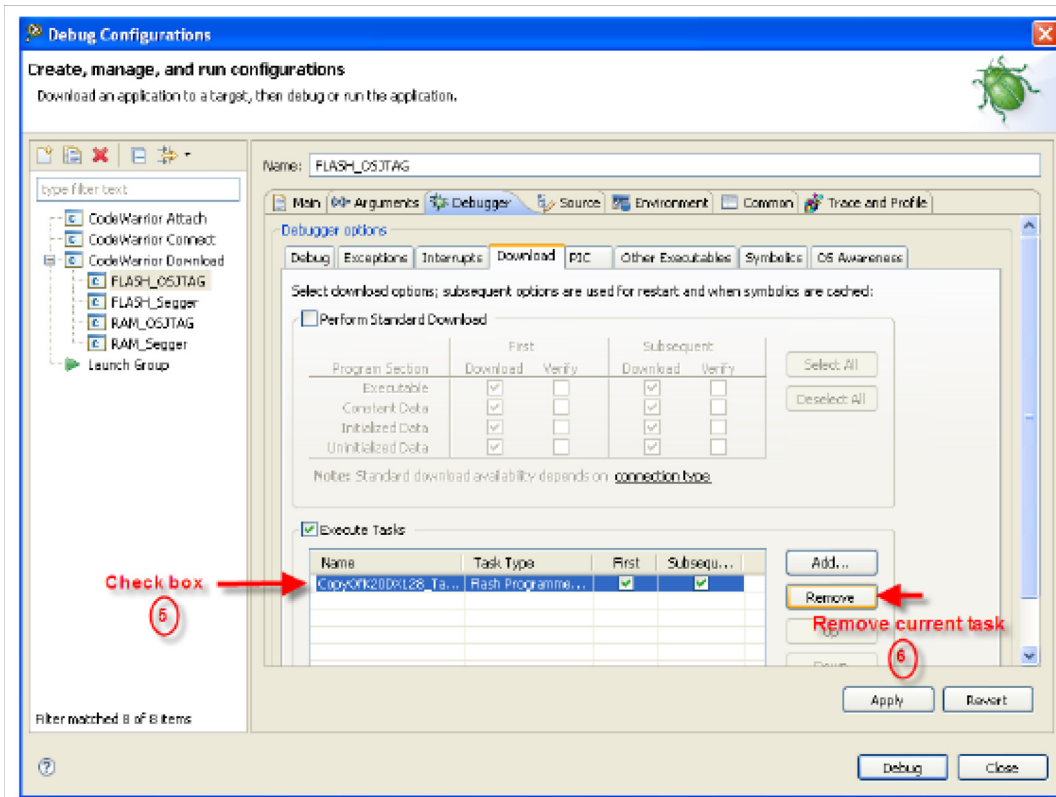 Debug Configurations
Create, manage, and run configurations
Download an application to a target, then debug or run the application.
type filter text
CodeWarrior Attach
CodeWarrior Connect
CodeWarrior Download
FLASH_OSJTAG
FLASH_Segger
RAM_OSJTAG
RAM_Segger
Launch Group
Filter matched 8 of 8 items
Name: FLASH_OSJTAG
Main Arguments Debugger Source Environment Common Trace and Profile
Debugger options
Debug Exceptions Interrupts Download PIC Other Executables Symbolics OS Awareness
Select download options; subsequent options are used for restart and when symbolics are cached:
Perform Standard Download
First Subsequent
Program Section Download Verify Download Verify
Executable
Constant Data
Initialized Data
Uninitialized Data
Select All
Deselect All
Note: Standard download availability depends on connection type.
Execute Tasks
Name Task Type First Subsequ...
CopyOfK20DX128_Ta... Flash Programme...
Add...
Remove
Up
Down
Check box
5
Remove current task
6
Apply Revert
Debug Close